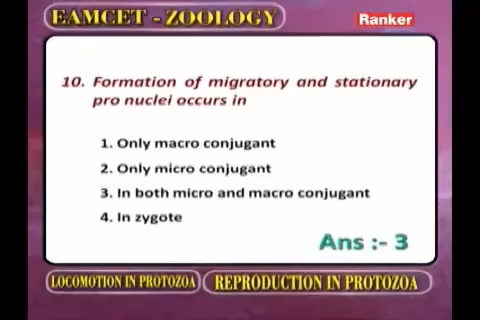 EAMCET - ZOOLOGY
Ranker
10. Formation of migratory and stationary
pro nuclei occurs in
1. Only macro conjugant
2. Only micro conjugant
3. In both micro and macro conjugant
4. In zygote
Ans :- 3
LOCOMOTION IN PROTOZOA
REPRODUCTION IN PROTOZOA